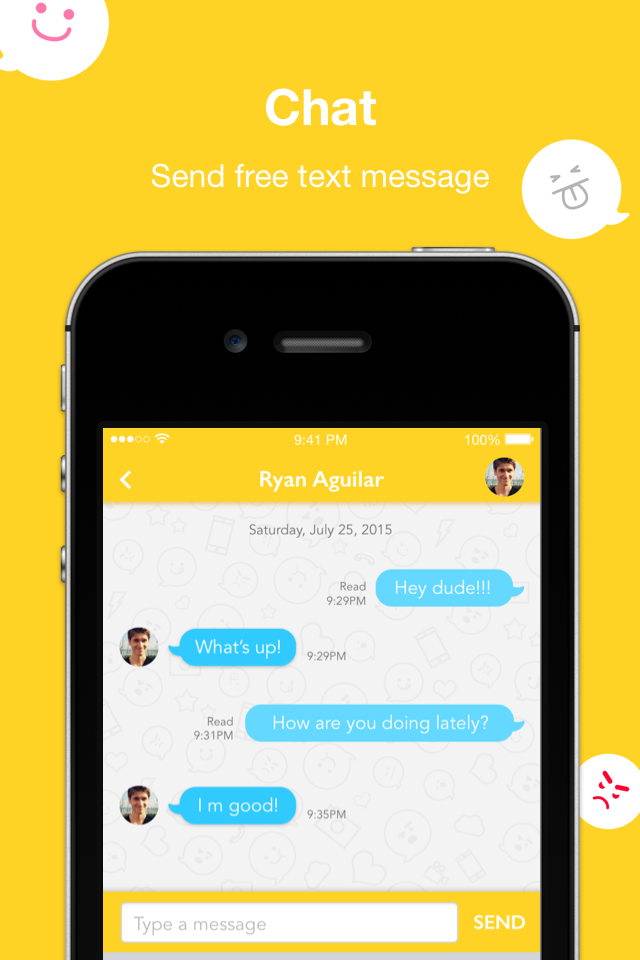 Chat
Send free text message
9:41 PM
100%
Ryan Aguilar
Saturday, July 25, 2015
Read
9:29PM
Hey dude!!!
What's up!
9:29PM
Read
9:31PM
How are you doing lately?
I m good!
9:35PM
Type a message
SEND